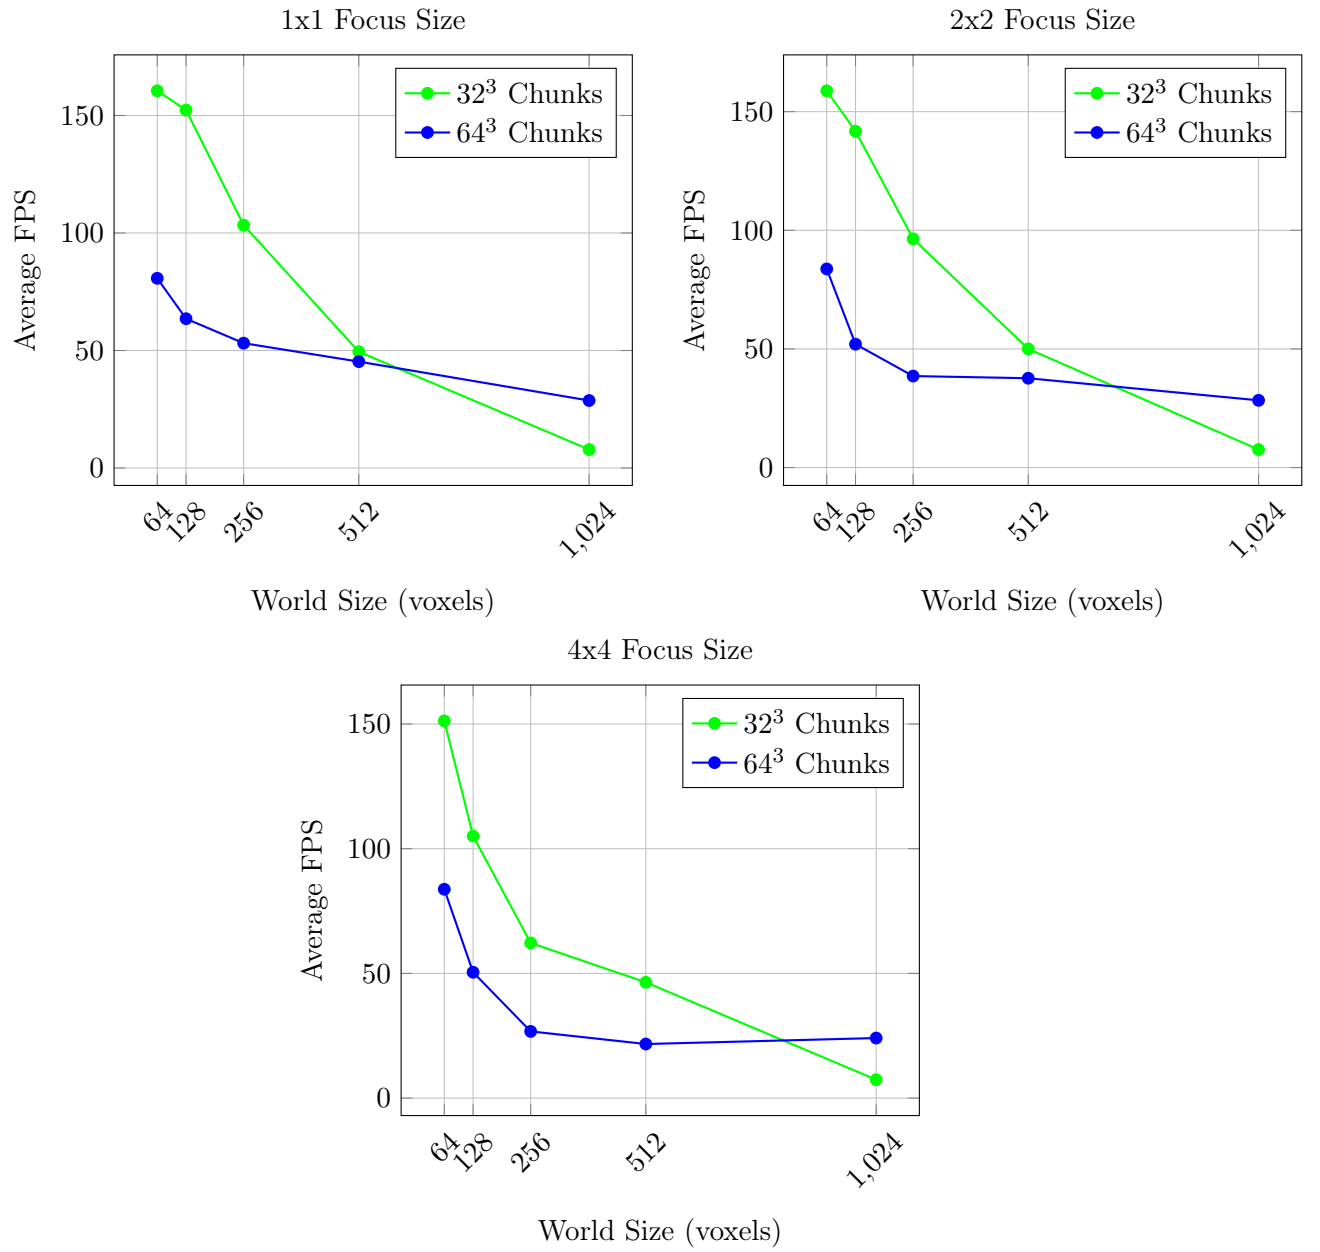 1x1 Focus Size
32³ Chunks
64³ Chunks
150
100
50
0
Average FPS
64
128
256
512
1,024
World Size (voxels)
2x2 Focus Size
32³ Chunks
64³ Chunks
150
100
50
0
Average FPS
64
128
256
512
1,024
World Size (voxels)
4x4 Focus Size
32³ Chunks
64³ Chunks
150
100
50
0
Average FPS
64
128
256
512
1,024
World Size (voxels)